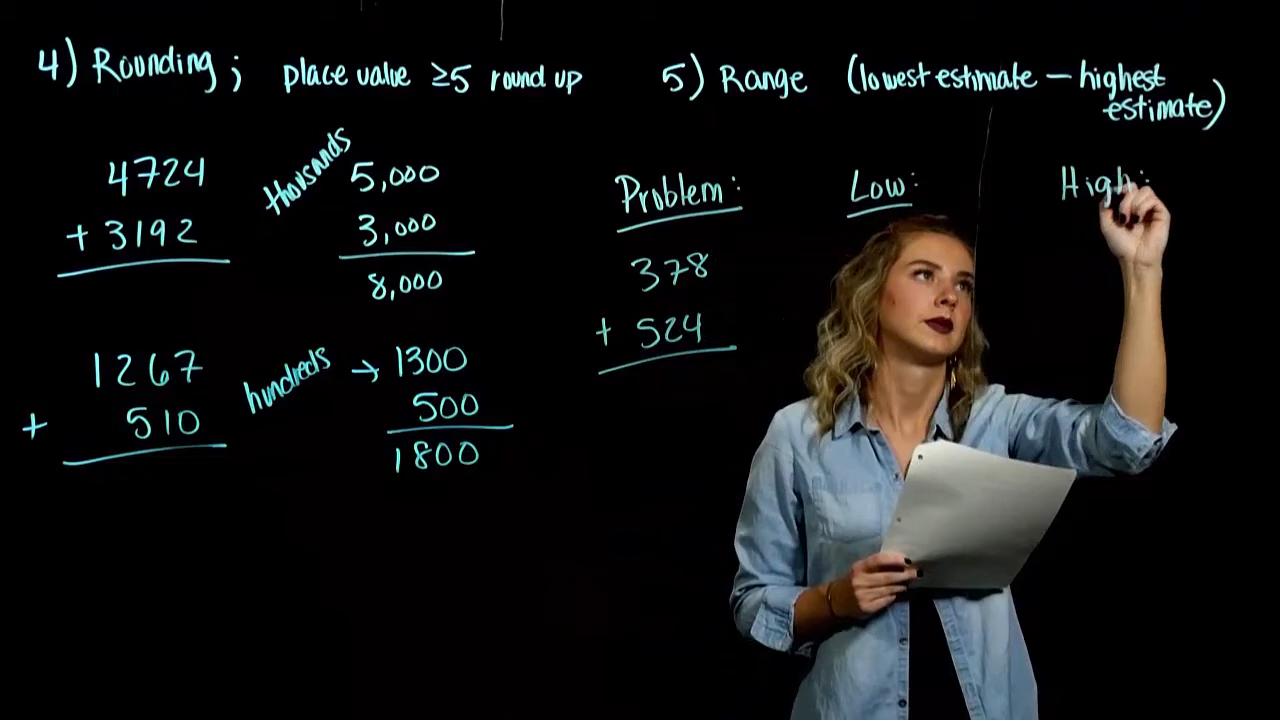 4) Rounding; place value ≥5 round up
4724
+ 3192
thousands
5,000
3,000
8,000
1267
+ 510
hundreds → 1300
500
1800
5) Range (lowest estimate – highest
estimate)
Problem: Low: High:
378
+ 524